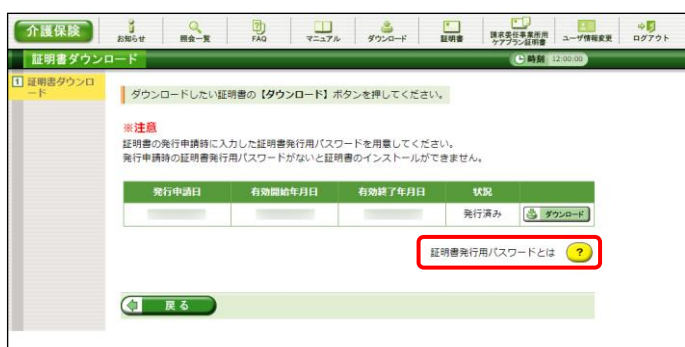 介護保険
お知らせ
照会一覧
FAQ
マニュアル
ダウンロード
証明書
請求委任事業所用
ケアプラン証明書
ユーザ情報変更
ログアウト
証明書ダウンロード
時刻 12:00:00
1 証明書ダウンロ
ード
ダウンロードしたい証明書の【ダウンロード】ボタンを押してください。
※注意
証明書の発行申請時に入力した証明書発行用パスワードを用意してください。
発行申請時の証明書発行用パスワードがないと証明書のインストールができません。
発行申請日 有効開始年月日 有効終了年月日 状況
発行済み ダウンロード
証明書発行用パスワードとは ?
戻る